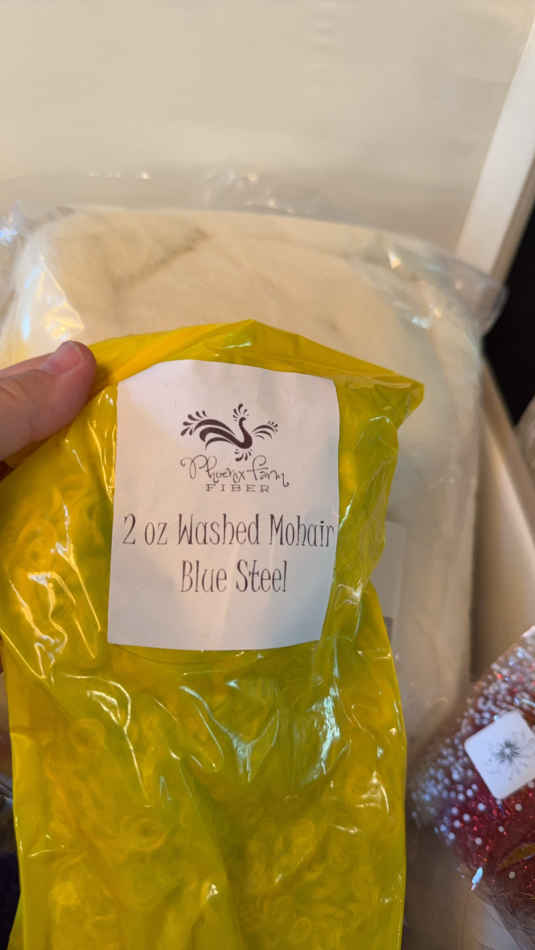 Phoenix Farm
FIBER
2 oz Washed Mohair
Blue Steel